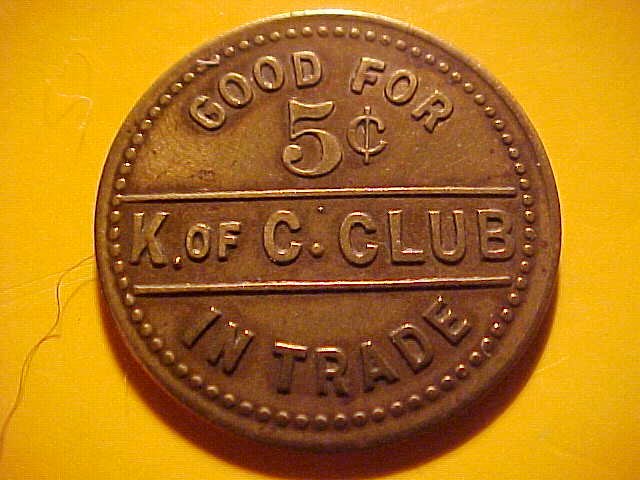 GOOD FOR
5¢
K. OF C. CLUB
IN TRADE